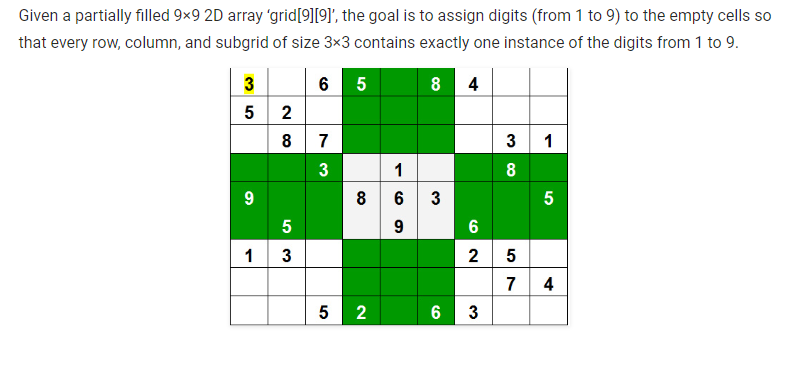 Given a partially filled 9×9 2D array ‘grid[9][9]’, the goal is to assign digits (from 1 to 9) to the empty cells so
that every row, column, and subgrid of size 3×3 contains exactly one instance of the digits from 1 to 9.
3 6 5 8 4
5 2
8 7 3 1
3 1 8
9 8 6 3 5
5 9 6
1 3 2 5
7 4
5 2 6 3